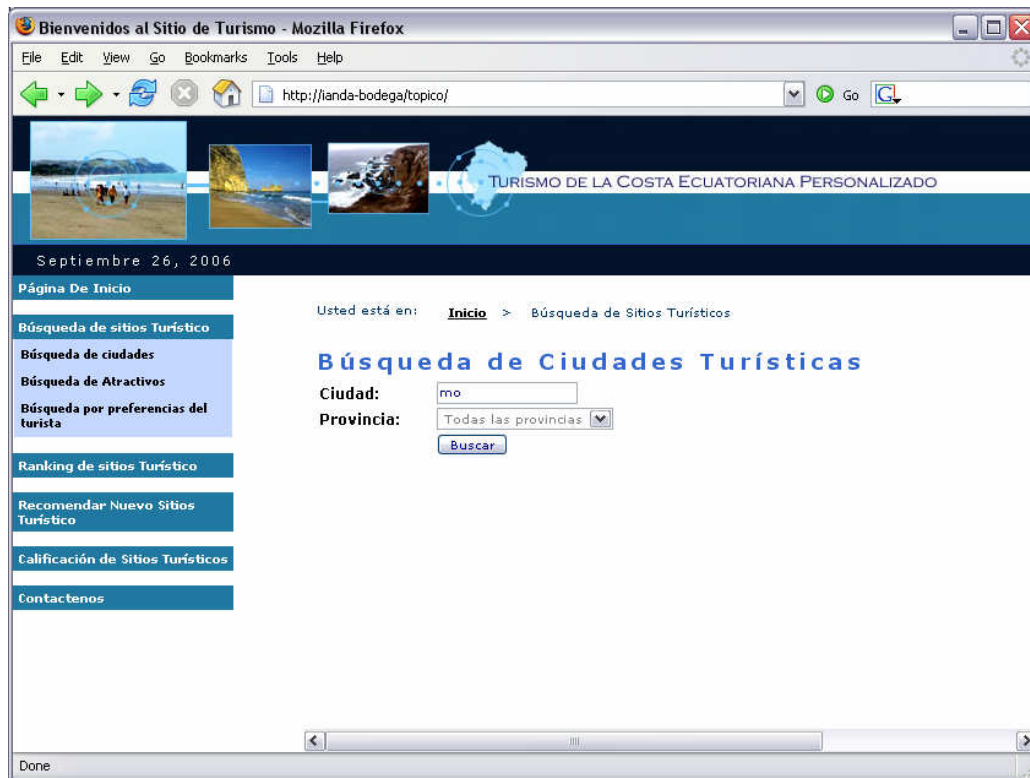 Bienvenidos al Sitio de Turismo - Mozilla Firefox
File Edit View Go Bookmarks Tools Help
http://ianda-bodega/topico/ Go G
TURISMO DE LA COSTA ECUATORIANA PERSONALIZADO
Septiembre 26, 2006
Página De Inicio
Búsqueda de sitios Turístico
Búsqueda de ciudades
Búsqueda de Atractivos
Búsqueda por preferencias del
turista
Ranking de sitios Turístico
Recomendar Nuevo Sitios
Turístico
Calificación de Sitios Turísticos
Contactenos
Usted está en: Inicio > Búsqueda de Sitios Turísticos
Búsqueda de Ciudades Turísticas
Ciudad: mo
Provincia: Todas las provincias
Buscar
Done